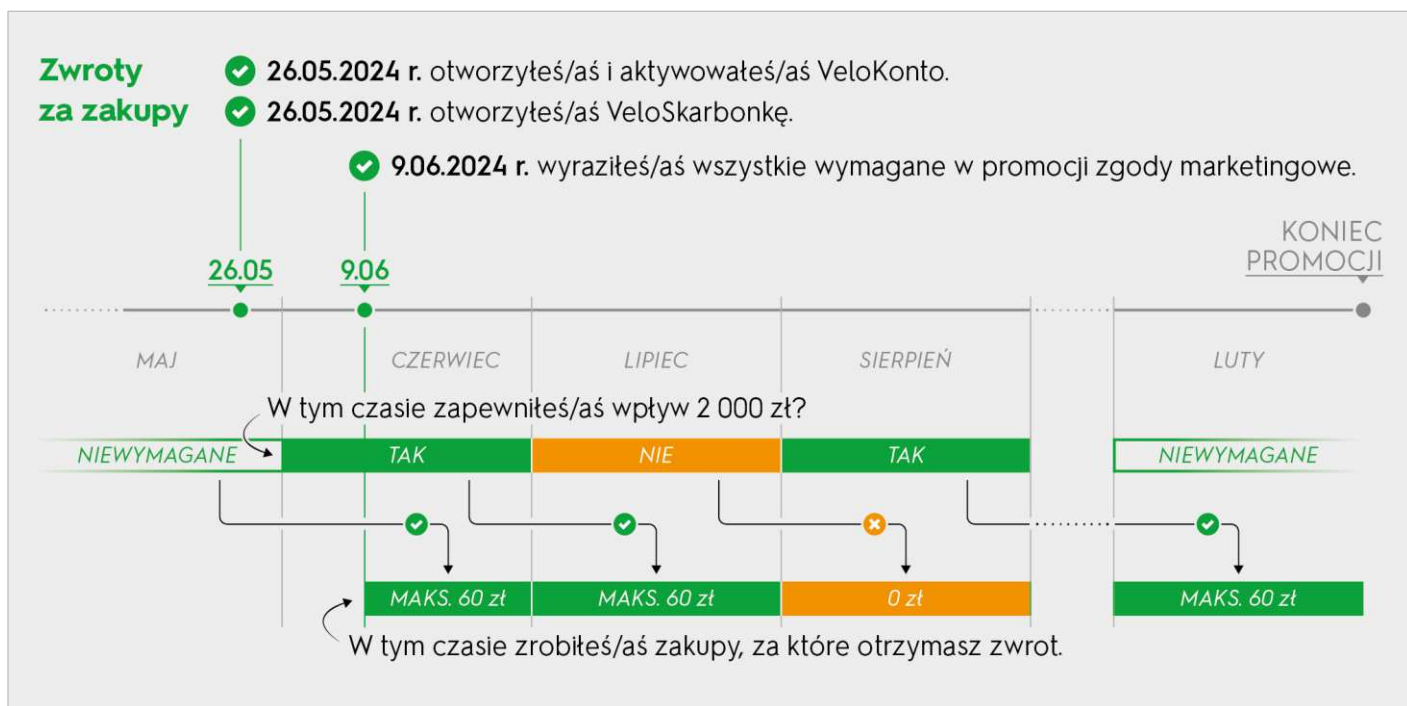 Zwroty
za zakupy
26.05.2024 r. otworzyłeś/aś i aktywowałeś/aś VeloKonto.
26.05.2024 r. otworzyłeś/aś VeloSkarbonkę.
9.06.2024 r. wyraziłeś/aś wszystkie wymagane w promocji zgody marketingowe.
KONIEC
PROMOCJI
26.05
9.06
MAJ
CZERWIEC
LIPIEC
SIERPIEŃ
LUTY
W tym czasie zapewniłeś/aś wpływ 2 000 zł?
NIEWYMAGANE
TAK
NIE
TAK
NIEWYMAGANE
MAKS. 60 zł
MAKS. 60 zł
0 zł
MAKS. 60 zł
W tym czasie zrobiłeś/aś zakupy, za które otrzymasz zwrot.